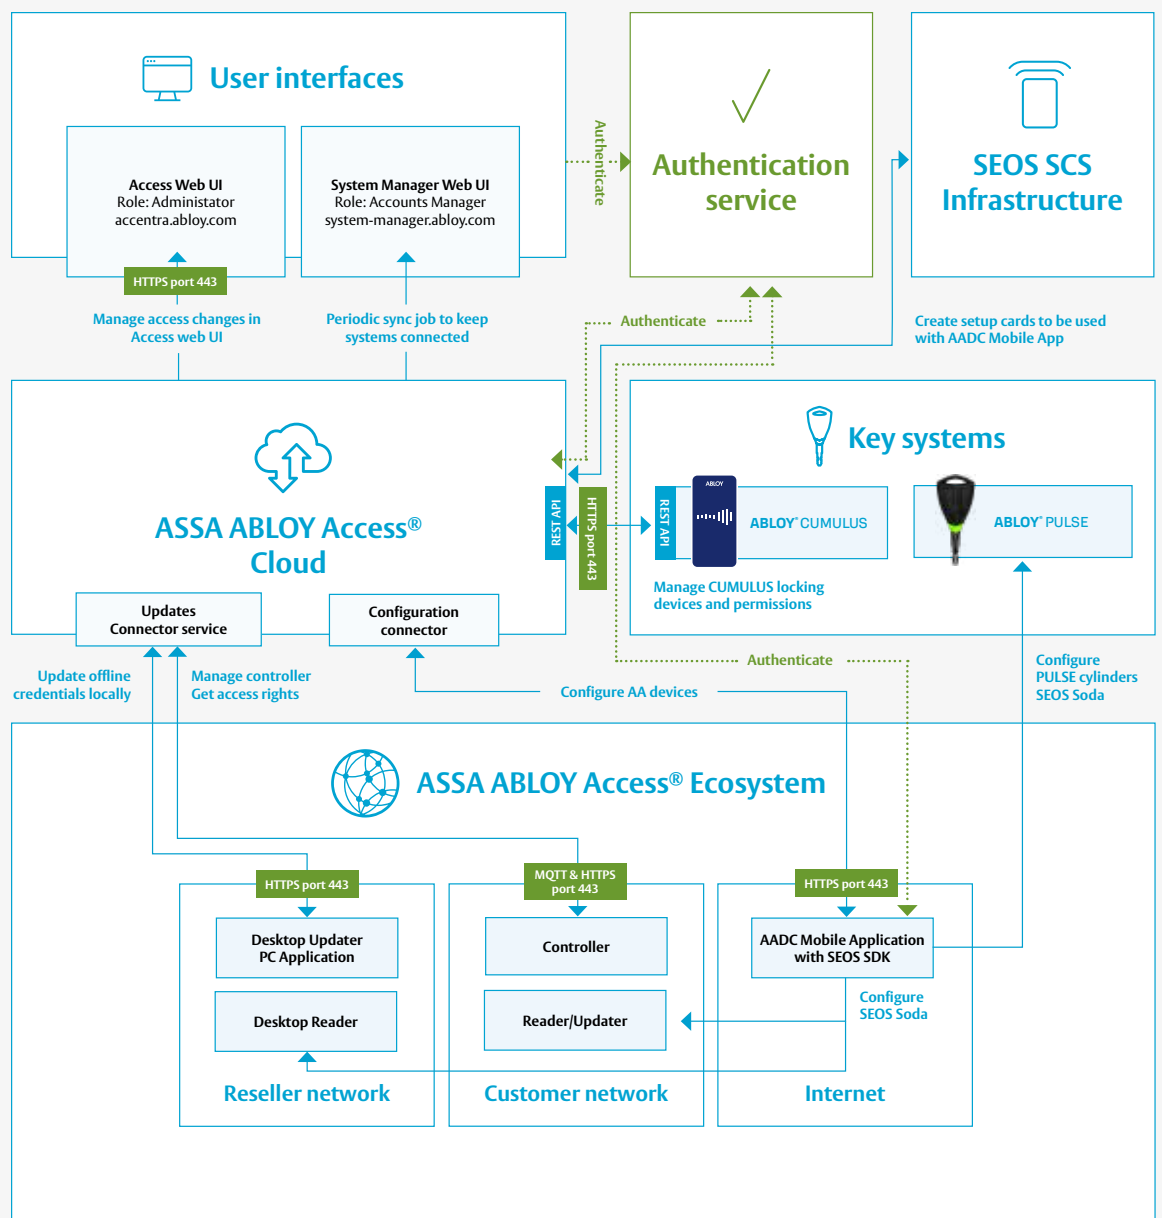 User interfaces
Access Web UI
Role: Administator
accentra.abloy.com
System Manager Web UI
Role: Accounts Manager
system-manager.abloy.com
Authenticate
Authentication
service
SEOS SCS
Infrastructure
HTTPS port 443
Manage access changes in
Access web UI
Periodic sync job to keep
systems connected
Authenticate
Create setup cards to be used
with AADC Mobile App
ASSA ABLOY Access®
Cloud
REST API
HTTPS port 443
Key systems
REST API
ABLOY
ABLOY® CUMULUS
ABLOY® PULSE
Manage CUMULUS locking
devices and permissions
Updates
Connector service
Configuration
connector
Update offline
credentials locally
Manage controller
Get access rights
Configure AA devices
Authenticate
Configure
PULSE cylinders
SEOS Soda
ASSA ABLOY Access® Ecosystem
HTTPS port 443
MQTT & HTTPS
port 443
HTTPS port 443
Desktop Updater
PC Application
Controller
AADC Mobile Application
with SEOS SDK
Desktop Reader
Reader/Updater
Configure
SEOS Soda
Reseller network
Customer network
Internet